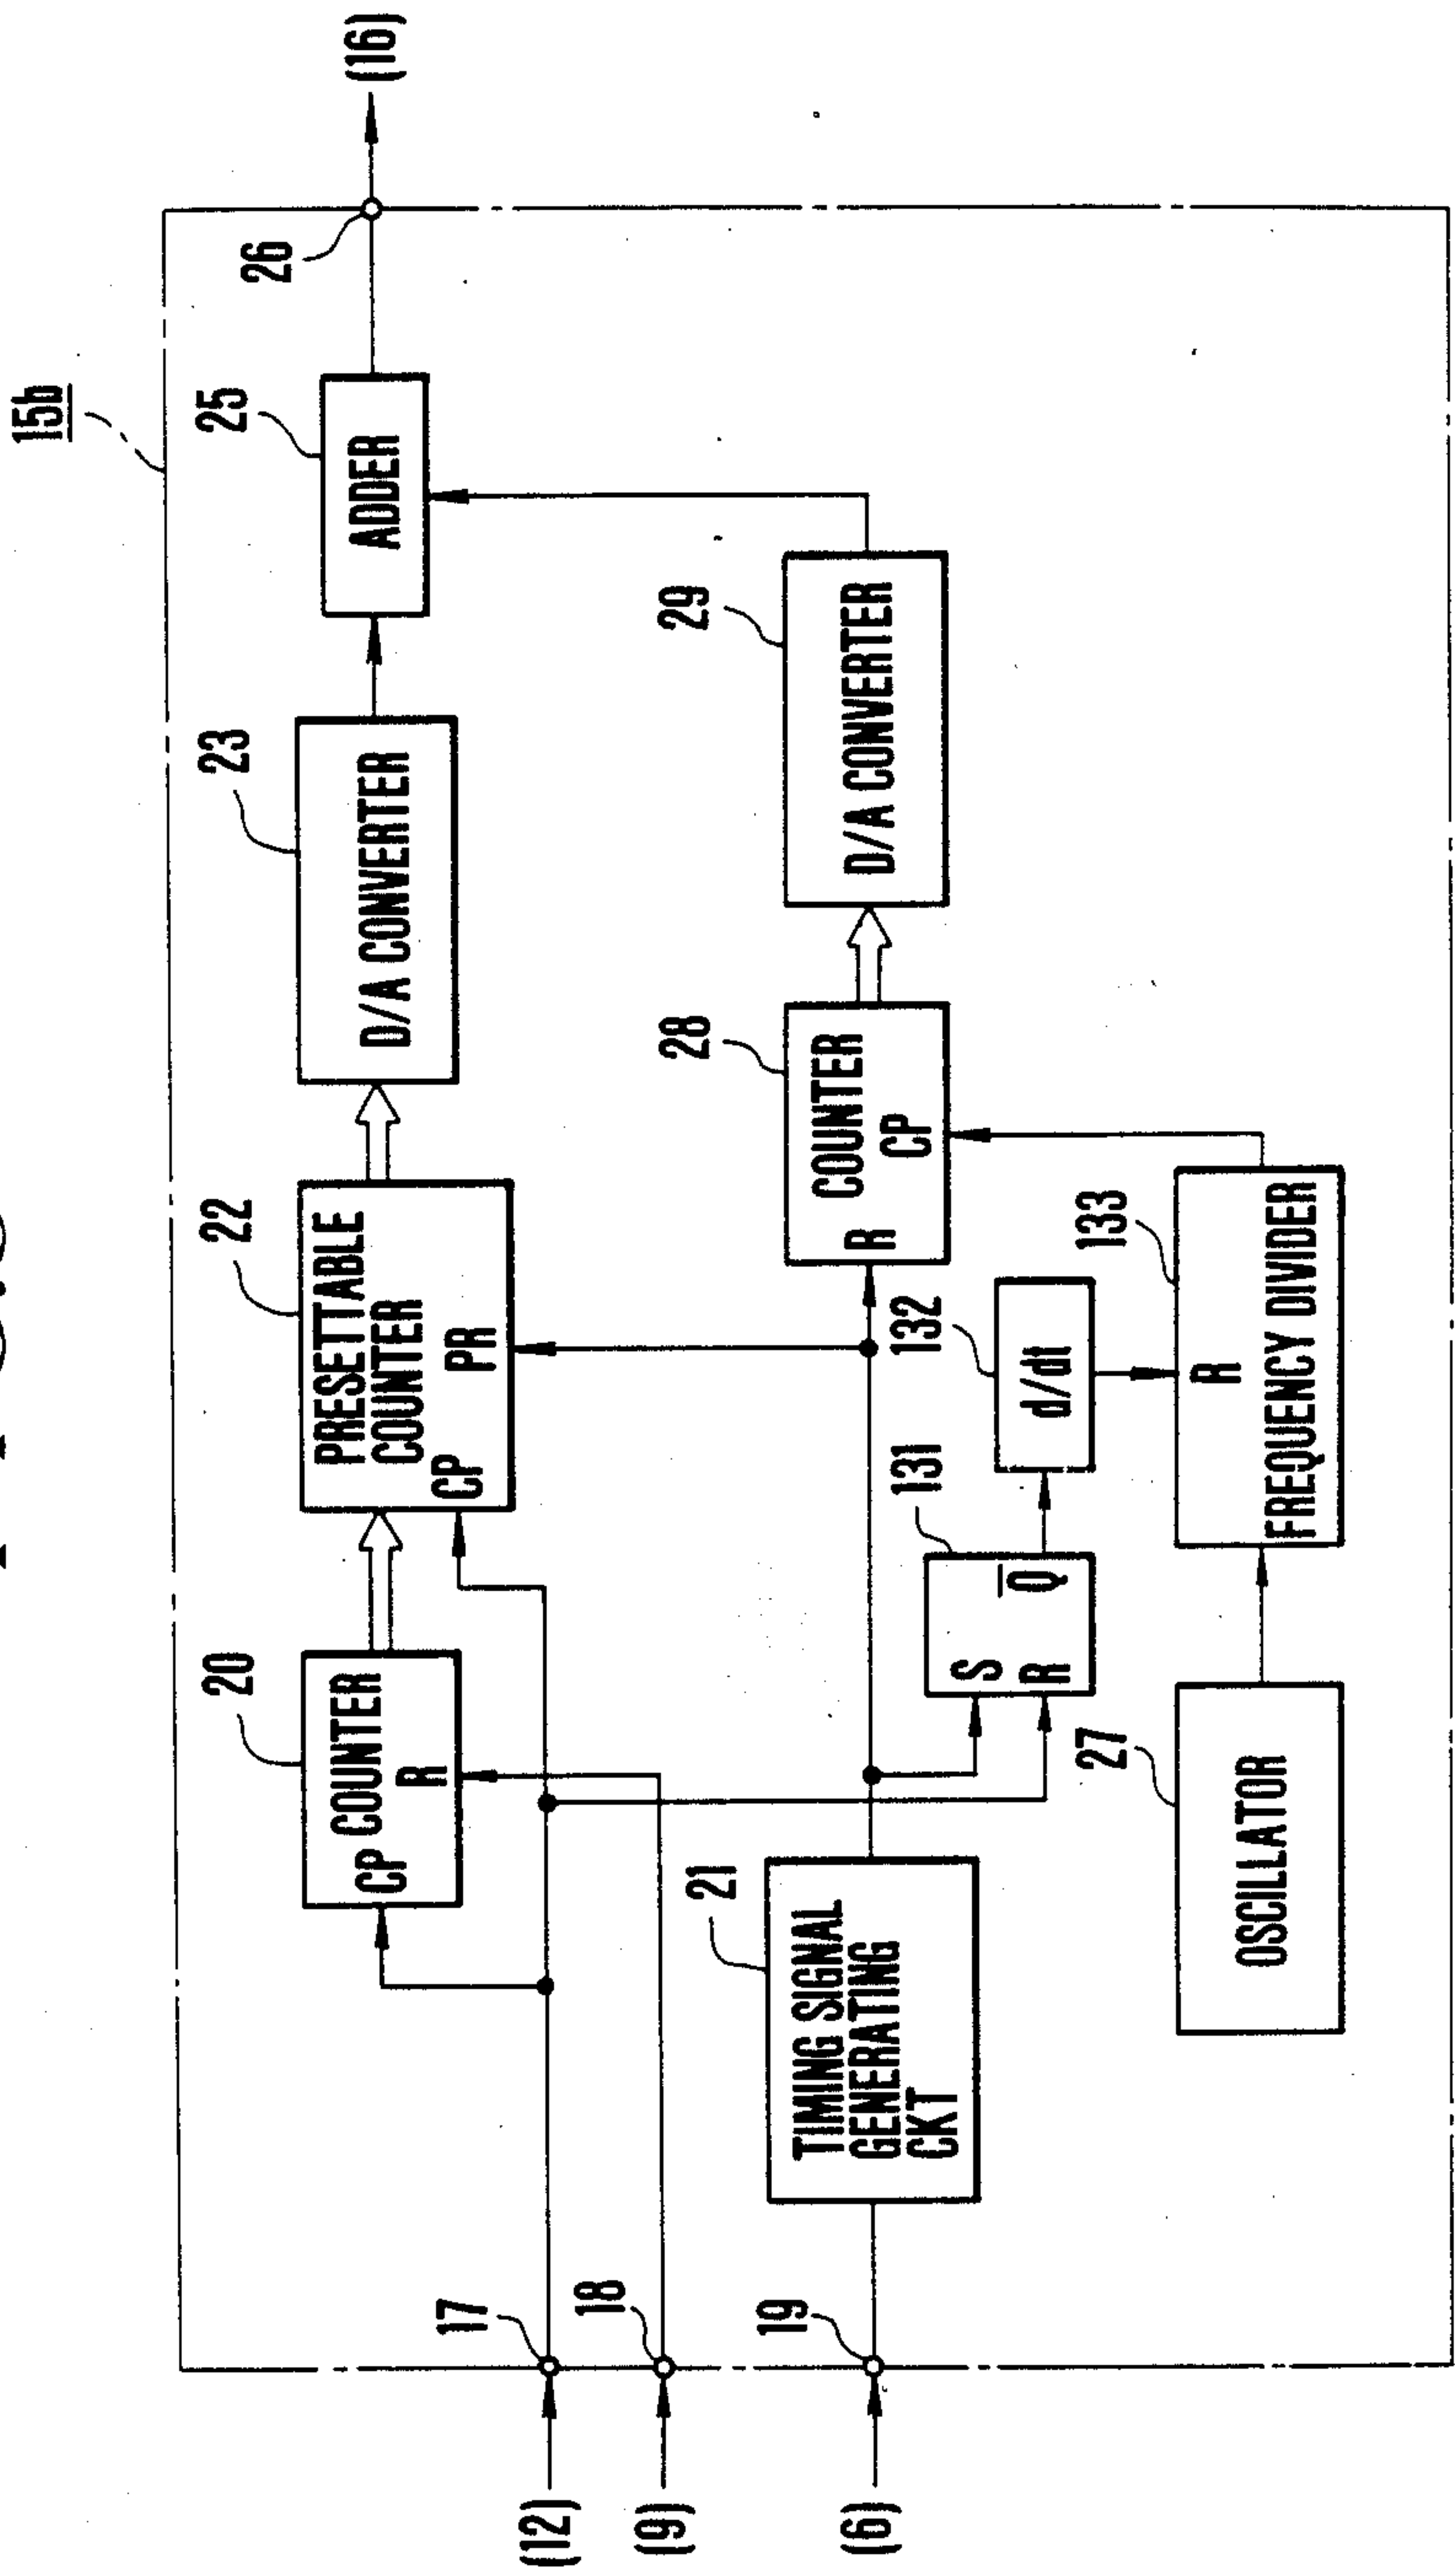 15b
(12)
17
(9)
18
(6)
19
20
CP COUNTER
R
22
PRESETTABLE
COUNTER
CP PR
23
D/A CONVERTER
25
ADDER
26
(16)
21
TIMING SIGNAL
GENERATING
CKT
131
S Q
R
132
d/dt
28
COUNTER
R CP
29
D/A CONVERTER
27
OSCILLATOR
133
R
FREQUENCY DIVIDER